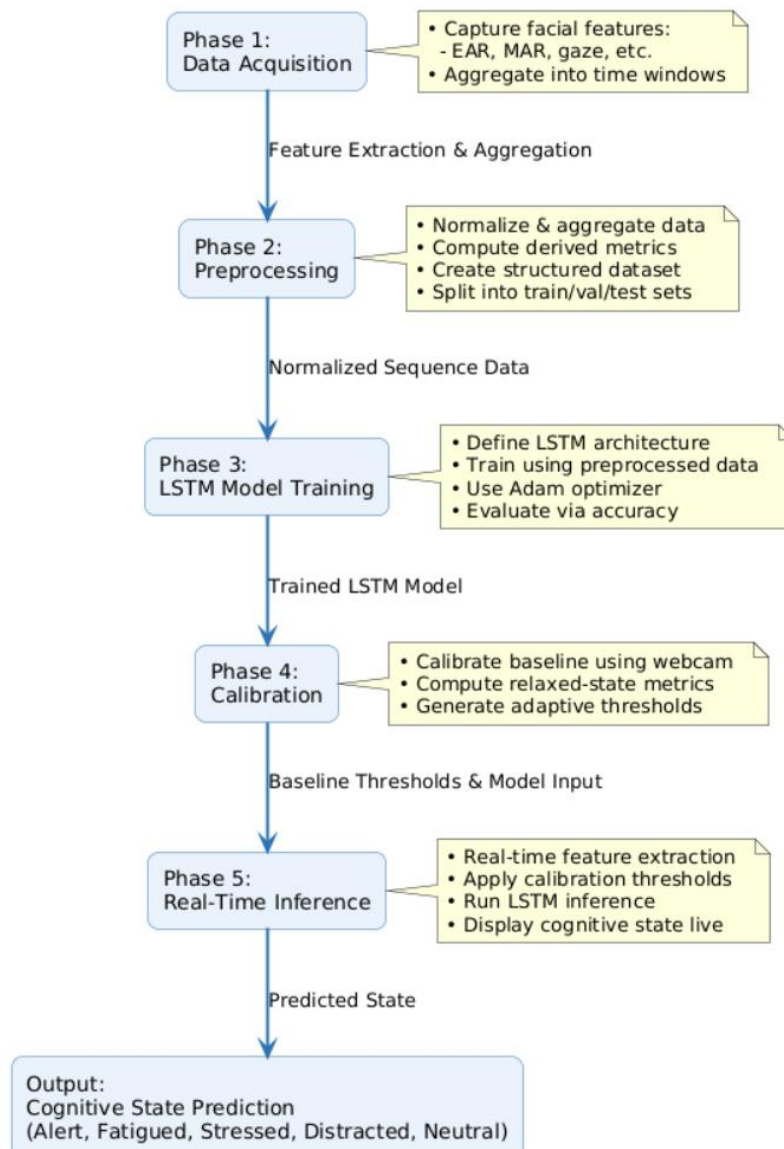 Phase 1:
Data Acquisition
• Capture facial features:
- EAR, MAR, gaze, etc.
• Aggregate into time windows
Feature Extraction & Aggregation
Phase 2:
Preprocessing
• Normalize & aggregate data
• Compute derived metrics
• Create structured dataset
• Split into train/val/test sets
Normalized Sequence Data
Phase 3:
LSTM Model Training
• Define LSTM architecture
• Train using preprocessed data
• Use Adam optimizer
• Evaluate via accuracy
Trained LSTM Model
Phase 4:
Calibration
• Calibrate baseline using webcam
• Compute relaxed-state metrics
• Generate adaptive thresholds
Baseline Thresholds & Model Input
Phase 5:
Real-Time Inference
• Real-time feature extraction
• Apply calibration thresholds
• Run LSTM inference
• Display cognitive state live
Predicted State
Output:
Cognitive State Prediction
(Alert, Fatigued, Stressed, Distracted, Neutral)